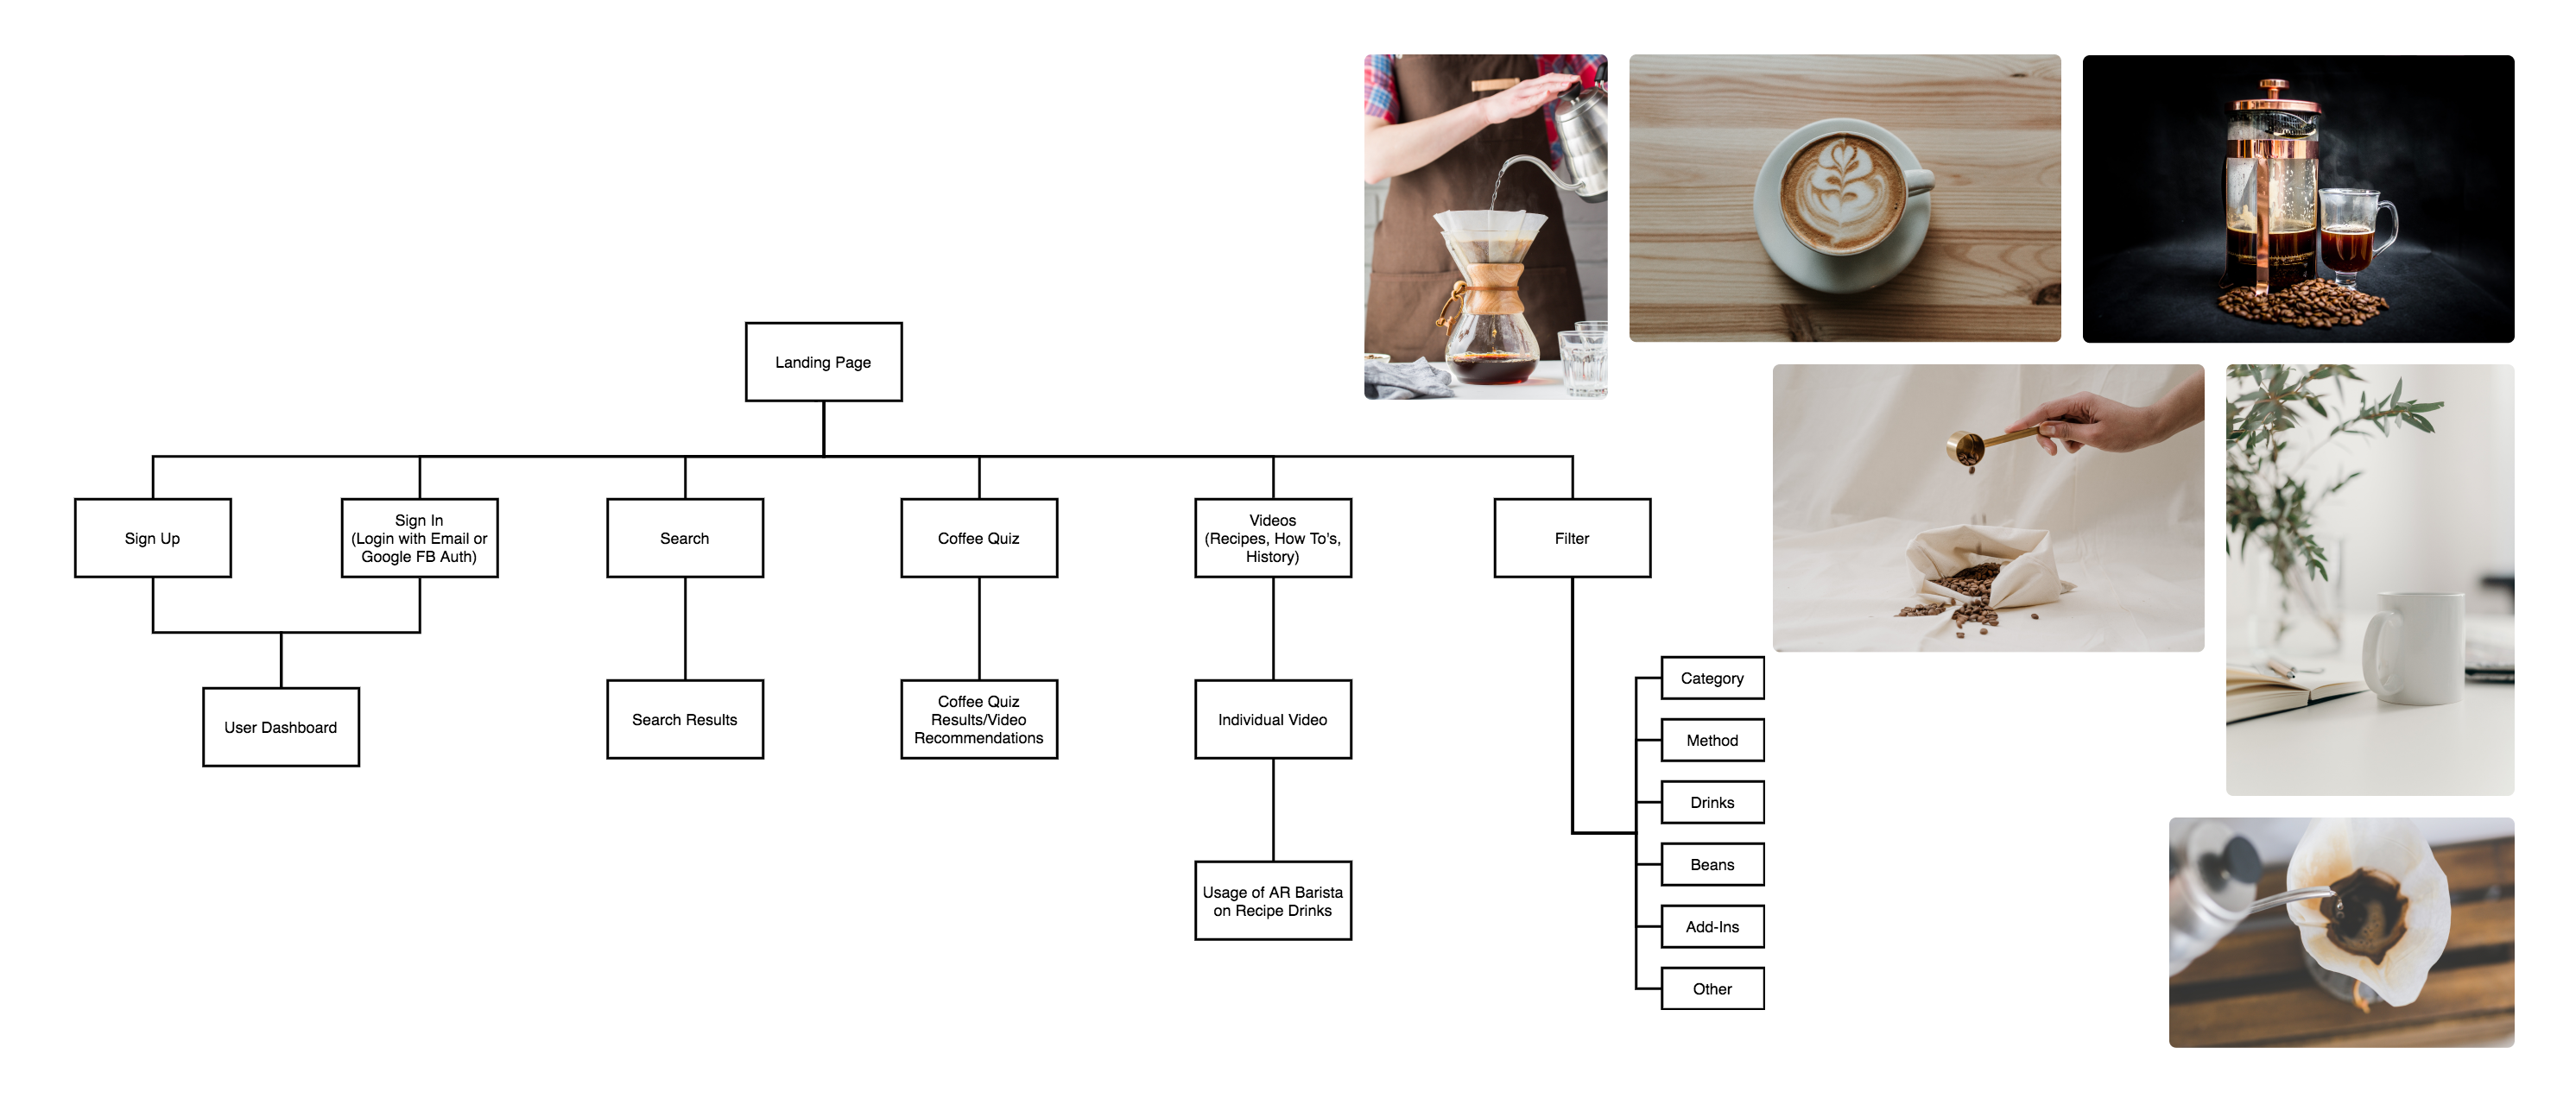 Landing Page
Sign Up
Sign In
(Login with Email or
Google FB Auth)
Search
Coffee Quiz
Videos
(Recipes, How To's,
History)
Filter
User Dashboard
Search Results
Coffee Quiz
Results/Video
Recommendations
Individual Video
Usage of AR Barista
on Recipe Drinks
Category
Method
Drinks
Beans
Add-Ins
Other